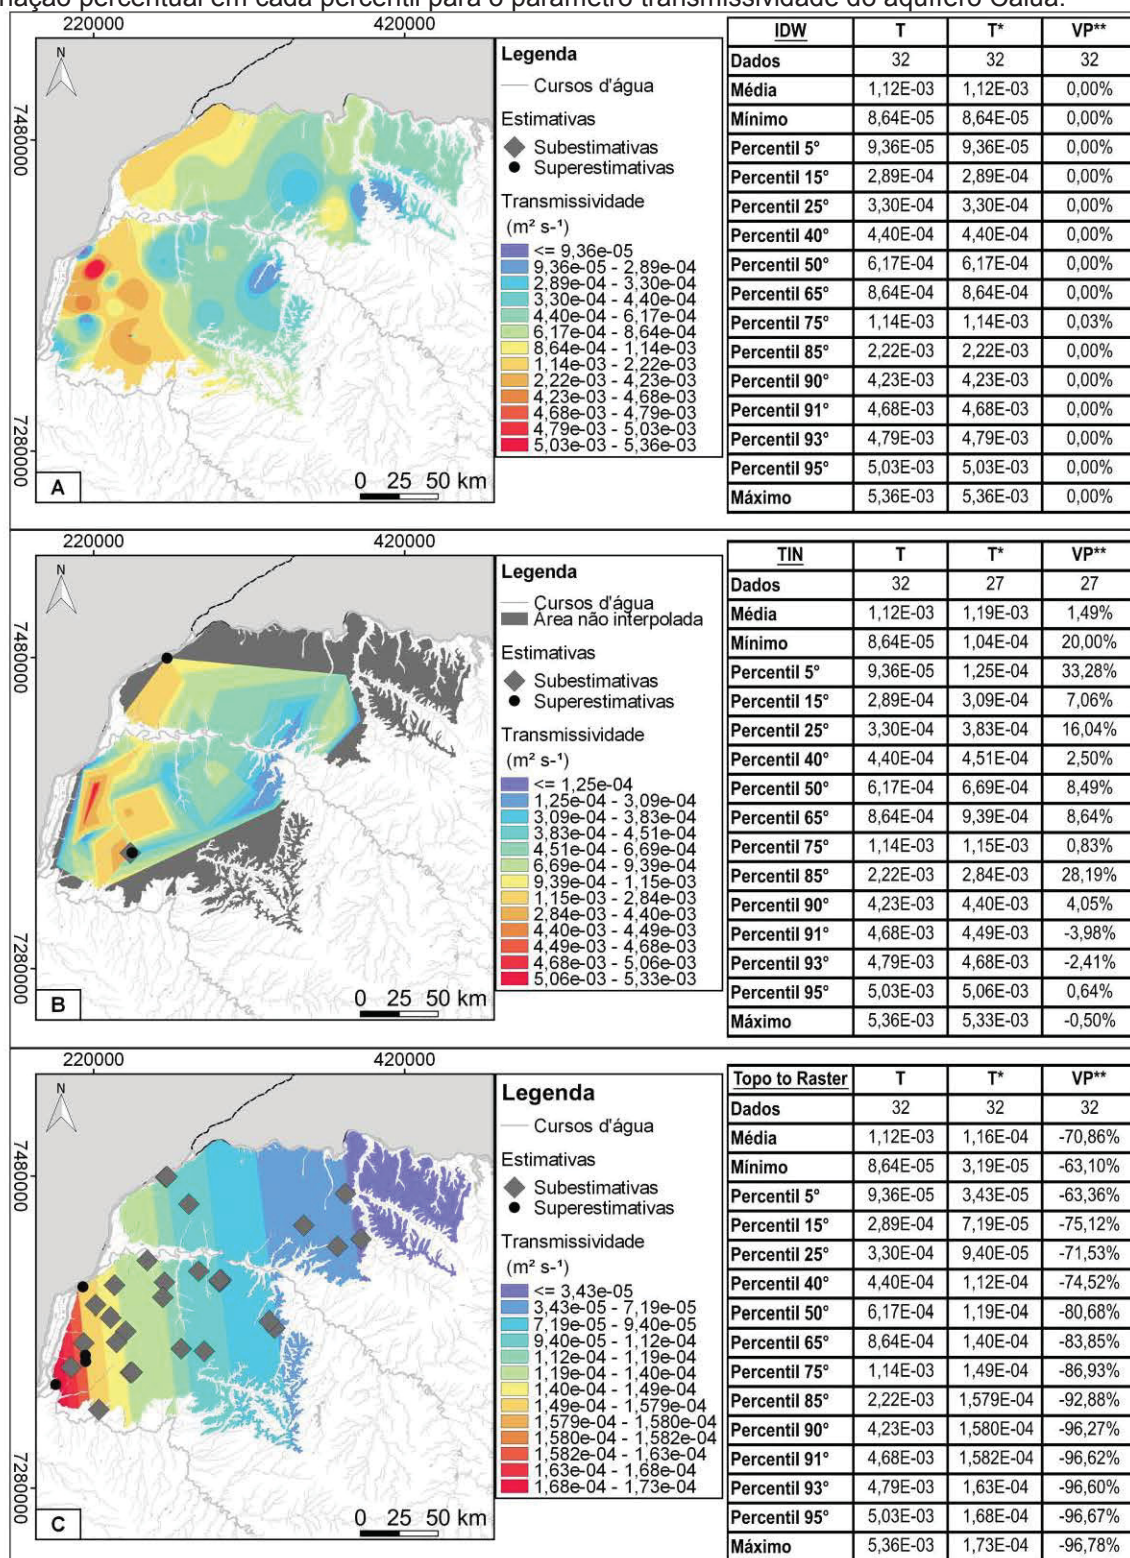 riação percentual em cada percentil para o parâmetro transmissividade do aquífero Caiuá.
220000 420000
N
7480000
7280000
A
0 25 50 km
Legenda
Cursos d'água
Estimativas
Subestimativas
Superestimativas
Transmissividade
(m² s-¹)
<= 9,36e-05
9,36e-05 - 2,89e-04
2,89e-04 - 3,30e-04
3,30e-04 - 4,40e-04
4,40e-04 - 6,17e-04
6,17e-04 - 8,64e-04
8,64e-04 - 1,14e-03
1,14e-03 - 2,22e-03
2,22e-03 - 4,23e-03
4,23e-03 - 4,68e-03
4,68e-03 - 4,79e-03
4,79e-03 - 5,03e-03
5,03e-03 - 5,36e-03
IDW T T* VP**
Dados 32 32 32
Média 1,12E-03 1,12E-03 0,00%
Mínimo 8,64E-05 8,64E-05 0,00%
Percentil 5° 9,36E-05 9,36E-05 0,00%
Percentil 15° 2,89E-04 2,89E-04 0,00%
Percentil 25° 3,30E-04 3,30E-04 0,00%
Percentil 40° 4,40E-04 4,40E-04 0,00%
Percentil 50° 6,17E-04 6,17E-04 0,00%
Percentil 65° 8,64E-04 8,64E-04 0,00%
Percentil 75° 1,14E-03 1,14E-03 0,03%
Percentil 85° 2,22E-03 2,22E-03 0,00%
Percentil 90° 4,23E-03 4,23E-03 0,00%
Percentil 91° 4,68E-03 4,68E-03 0,00%
Percentil 93° 4,79E-03 4,79E-03 0,00%
Percentil 95° 5,03E-03 5,03E-03 0,00%
Máximo 5,36E-03 5,36E-03 0,00%
220000 420000
N
7480000
7280000
B
0 25 50 km
Legenda
Cursos d'água
Área não interpolada
Estimativas
Subestimativas
Superestimativas
Transmissividade
(m² s-¹)
<= 1,25e-04
1,25e-04 - 3,09e-04
3,09e-04 - 3,83e-04
3,83e-04 - 4,51e-04
4,51e-04 - 6,69e-04
6,69e-04 - 9,39e-04
9,39e-04 - 1,15e-03
1,15e-03 - 2,84e-03
2,84e-03 - 4,40e-03
4,40e-03 - 4,49e-03
4,49e-03 - 4,68e-03
4,68e-03 - 5,06e-03
5,06e-03 - 5,33e-03
TIN T T* VP**
Dados 32 27 27
Média 1,12E-03 1,19E-03 1,49%
Mínimo 8,64E-05 1,04E-04 20,00%
Percentil 5° 9,36E-05 1,25E-04 33,28%
Percentil 15° 2,89E-04 3,09E-04 7,06%
Percentil 25° 3,30E-04 3,83E-04 16,04%
Percentil 40° 4,40E-04 4,51E-04 2,50%
Percentil 50° 6,17E-04 6,69E-04 8,49%
Percentil 65° 8,64E-04 9,39E-04 8,64%
Percentil 75° 1,14E-03 1,15E-03 0,83%
Percentil 85° 2,22E-03 2,84E-03 28,19%
Percentil 90° 4,23E-03 4,40E-03 4,05%
Percentil 91° 4,68E-03 4,49E-03 -3,98%
Percentil 93° 4,79E-03 4,68E-03 -2,41%
Percentil 95° 5,03E-03 5,06E-03 0,64%
Máximo 5,36E-03 5,33E-03 -0,50%
220000 420000
N
7480000
7280000
C
0 25 50 km
Legenda
Cursos d'água
Estimativas
Subestimativas
Superestimativas
Transmissividade
(m² s-¹)
<= 3,43e-05
3,43e-05 - 7,19e-05
7,19e-05 - 9,40e-05
9,40e-05 - 1,12e-04
1,12e-04 - 1,19e-04
1,19e-04 - 1,40e-04
1,40e-04 - 1,49e-04
1,49e-04 - 1,579e-04
1,579e-04 - 1,580e-04
1,580e-04 - 1,582e-04
1,582e-04 - 1,63e-04
1,63e-04 - 1,68e-04
1,68e-04 - 1,73e-04
Topo to Raster T T* VP**
Dados 32 32 32
Média 1,12E-03 1,16E-04 -70,86%
Mínimo 8,64E-05 3,19E-05 -63,10%
Percentil 5° 9,36E-05 3,43E-05 -63,36%
Percentil 15° 2,89E-04 7,19E-05 -75,12%
Percentil 25° 3,30E-04 9,40E-05 -71,53%
Percentil 40° 4,40E-04 1,12E-04 -74,52%
Percentil 50° 6,17E-04 1,19E-04 -80,68%
Percentil 65° 8,64E-04 1,40E-04 -83,85%
Percentil 75° 1,14E-03 1,49E-04 -86,93%
Percentil 85° 2,22E-03 1,579E-04 -92,88%
Percentil 90° 4,23E-03 1,580E-04 -96,27%
Percentil 91° 4,68E-03 1,582E-04 -96,62%
Percentil 93° 4,79E-03 1,63E-04 -96,60%
Percentil 95° 5,03E-03 1,68E-04 -96,67%
Máximo 5,36E-03 1,73E-04 -96,78%